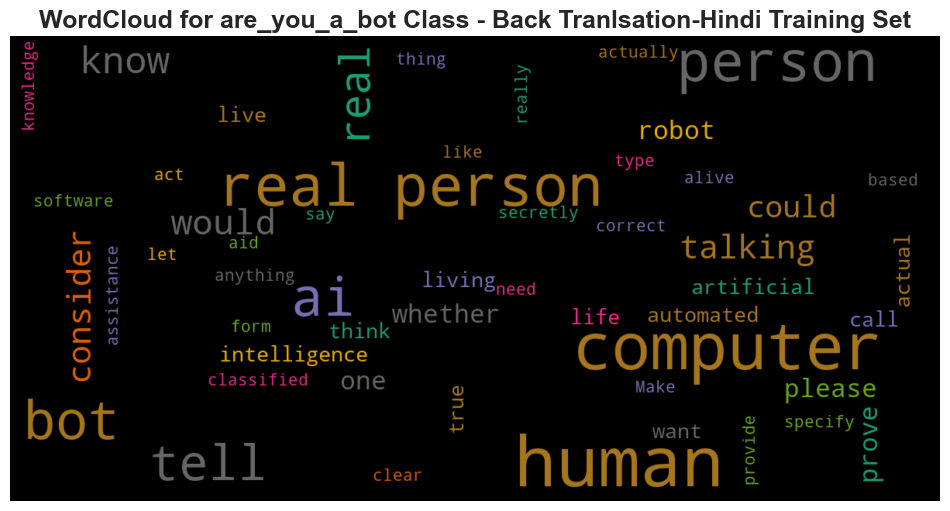 WordCloud for are_you_a_bot Class - Back Tranlsation-Hindi Training Set
knowledge
know
real
thing
actually
person
really
live
robot
like
type
act
real person
alive
based
software
secretly
would
say
could
correct
consider
aid
let
talking
assistance
anything
living
actual
ai
need
artificial
whether
life
automated
call
form
think
intelligence
computer
classified
one
Make
please
bot
true
specify
prove
want
provide
tell
human
clear